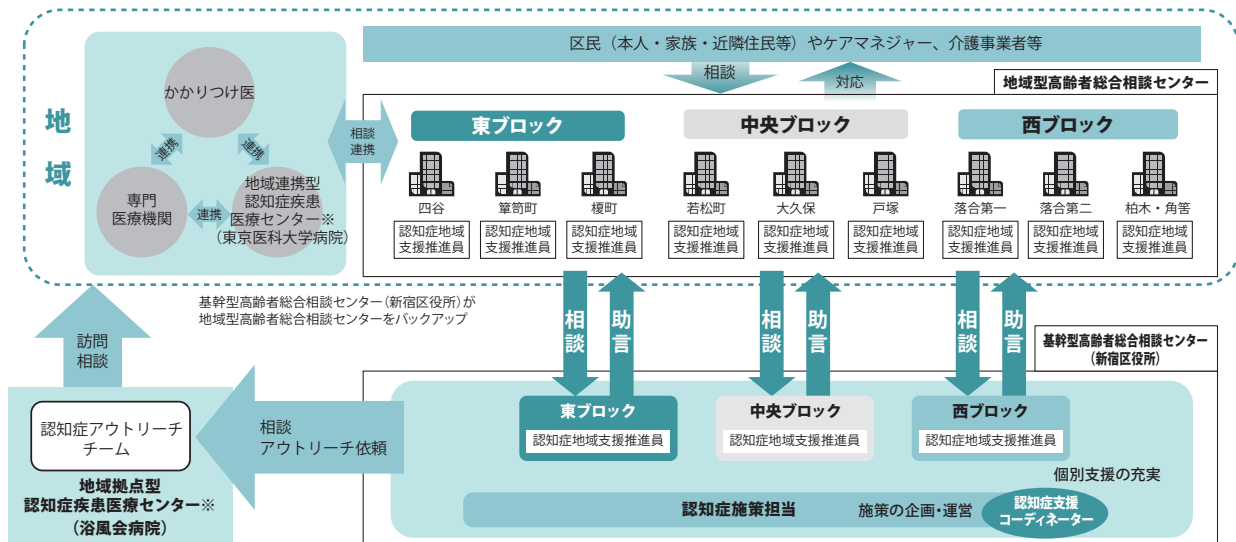 地域
かかりつけ医
連携
連携
連携
専門
医療機関
地域連携型
認知症疾患
医療センター※
（東京医科大学病院）
相談
連携
区民（本人・家族・近隣住民等）やケアマネジャー、介護事業者等
相談
対応
地域型高齢者総合相談センター
東ブロック
中央ブロック
西ブロック
四谷
簞笥町
榎町
若松町
大久保
戸塚
落合第一
落合第二
柏木・角筈
認知症地域
支援推進員
認知症地域
支援推進員
認知症地域
支援推進員
認知症地域
支援推進員
認知症地域
支援推進員
認知症地域
支援推進員
認知症地域
支援推進員
認知症地域
支援推進員
認知症地域
支援推進員
基幹型高齢者総合相談センター（新宿区役所）が
地域型高齢者総合相談センターをバックアップ
相談
助言
相談
助言
相談
助言
基幹型高齢者総合相談センター
（新宿区役所）
訪問
相談
認知症アウトリーチ
チーム
地域拠点型
認知症疾患医療センター※
（浴風会病院）
相談
アウトリーチ依頼
東ブロック
認知症地域支援推進員
中央ブロック
認知症地域支援推進員
西ブロック
認知症地域支援推進員
個別支援の充実
認知症施策担当
施策の企画・運営
認知症支援
コーディネーター